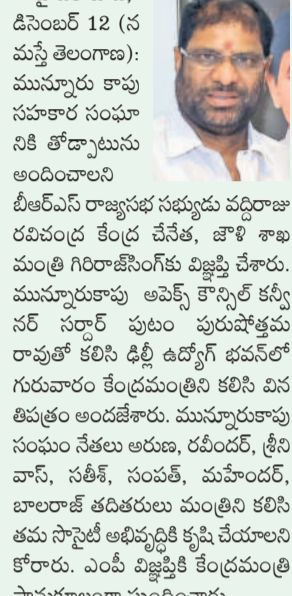 డిసెంబర్ 12 (న
మస్తే తెలంగాణ):
మున్నూరు కాపు
సహకార సంఘా
నికి తోడ్పాటును
అందించాలని
బీఆర్ఎస్ రాజ్యసభ సభ్యుడు వద్దిరాజు
రవిచంద్ర కేంద్ర చేనేత, జౌళి శాఖ
మంత్రి గిరిరాజ్‌సింగ్‌కు విజ్ఞప్తి చేశారు.
మున్నూరుకాపు అపెక్స్ కౌన్సిల్ కన్వీ
నర్ సర్దార్ పుటం పురుషోత్తమ
రావుతో కలిసి ఢిల్లీ ఉద్యోగ్ భవన్‌లో
గురువారం కేంద్రమంత్రిని కలిసి విన
తిపత్రం అందజేశారు. మున్నూరుకాపు
సంఘం నేతలు అరుణ, రవీందర్, శ్రీని
వాస్, సతీశ్, సంపత్, మహేందర్,
బాలరాజ్ తదితరులు మంత్రిని కలిసి
తమ సొసైటీ అభివృద్ధికి కృషి చేయాలని
కోరారు. ఎంపీ విజ్ఞప్తికి కేంద్రమంత్రి